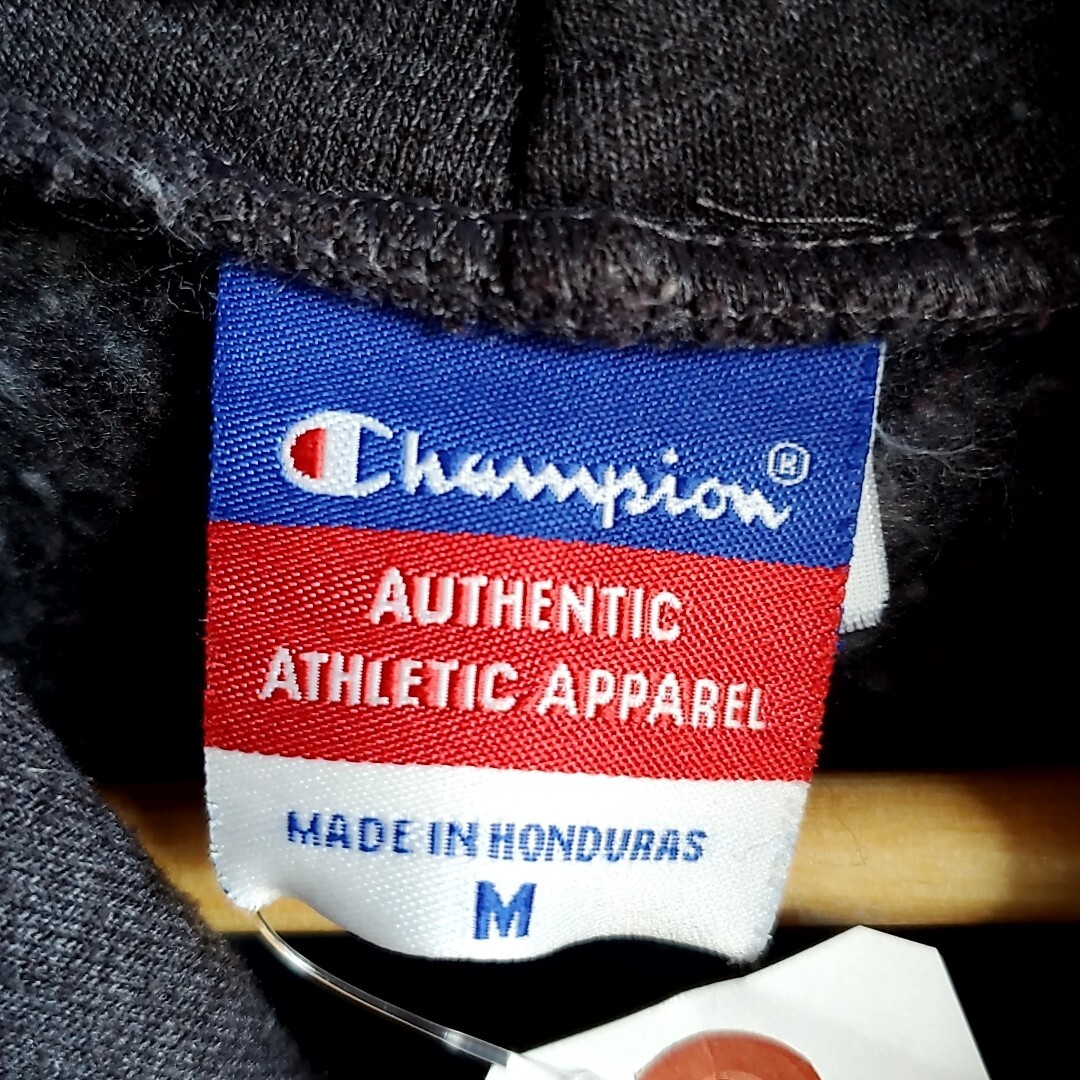 Champion®
AUTHENTIC
ATHLETIC APPAREL
MADE IN HONDURAS
M